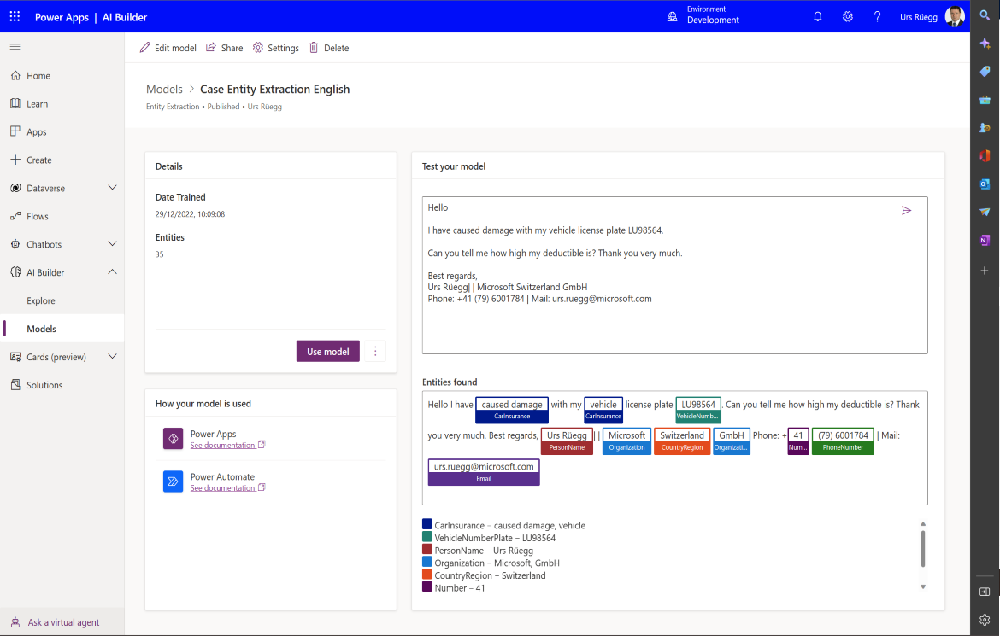 Power Apps | AI Builder
Environment
Development
?
Urs Rüegg
Edit model
Share
Settings
Delete
Home
Learn
Apps
Create
Dataverse
Flows
Chatbots
AI Builder
Explore
Models
Cards (preview)
Solutions
Ask a virtual agent
Models > Case Entity Extraction English
Entity Extraction • Published • Urs Rüegg
Details
Date Trained
29/12/2022, 10:09:08
Entities
35
Use model
How your model is used
Power Apps
See documentation
Power Automate
See documentation
Test your model
Hello
I have caused damage with my vehicle license plate LU98564.
Can you tell me how high my deductible is? Thank you very much.
Best regards,
Urs Rüegg| | Microsoft Switzerland GmbH
Phone: +41 (79) 6001784 | Mail: urs.ruegg@microsoft.com
Entities found
Hello I have caused damage with my vehicle license plate LU98564 . Can you tell me how high my deductible is? Thank
CarInsurance CarInsurance VehicleNumb...
you very much. Best regards, Urs Rüegg | | Microsoft Switzerland GmbH Phone: + 41 (79) 6001784 | Mail:
PersonName Organization CountryRegion Organizati... Num... PhoneNumber
urs.ruegg@microsoft.com
Email
CarInsurance – caused damage, vehicle
VehicleNumberPlate – LU98564
PersonName – Urs Rüegg
Organization – Microsoft, GmbH
CountryRegion – Switzerland
Number – 41